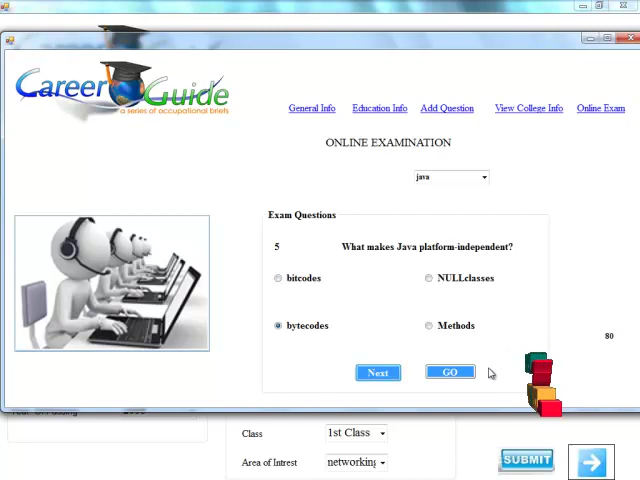 Career Guide
a series of occupational briefs
General Info Education Info Add Question View College Info Online Exam
ONLINE EXAMINATION
java
Exam Questions
5 What makes Java platform-independent?
bitcodes NULLclasses
bytecodes Methods
80
Next GO
Class 1st Class
Area of Intrest networking
SUBMIT